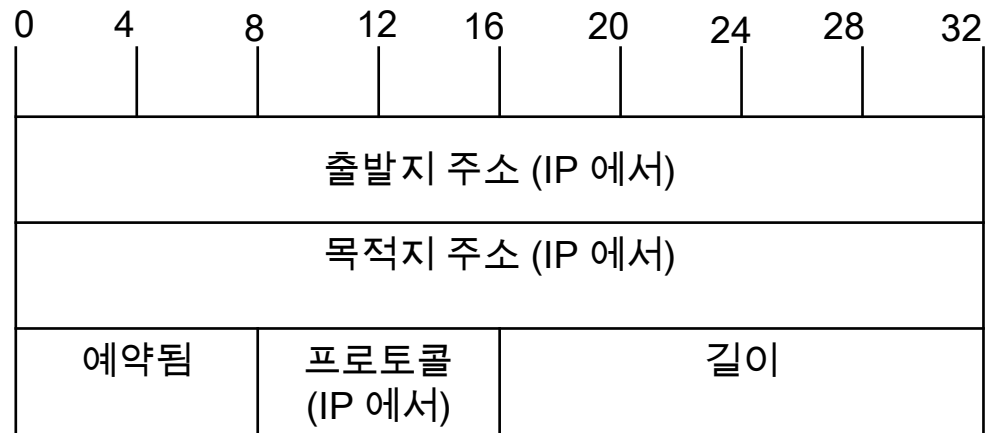 0 4 8 12 16 20 24 28 32
출발지 주소 (IP 에서)
목적지 주소 (IP 에서)
예약됨 프로토콜 길이
(IP 에서)